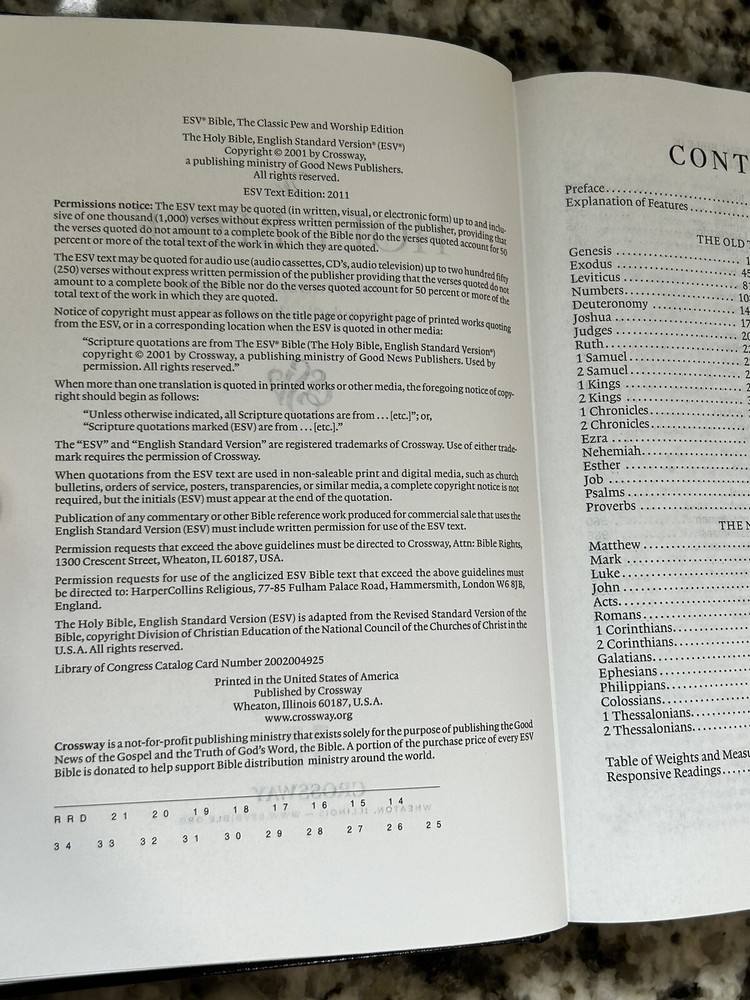 ESV® Bible, The Classic Pew and Worship Edition
The Holy Bible, English Standard Version® (ESV®)
Copyright © 2001 by Crossway,
a publishing ministry of Good News Publishers.
All rights reserved.
ESV Text Edition: 2011
Permissions notice: The ESV text may be quoted (in written, visual, or electronic form) up to and inclu-
sive of one thousand (1,000) verses without express written permission of the publisher, providing that
the verses quoted do not amount to a complete book of the Bible nor do the verses quoted account for 50
percent or more of the total text of the work in which they are quoted.
The ESV text may be quoted for audio use (audio cassettes, CD's, audio television) up to two hundred fifty
(250) verses without express written permission of the publisher providing that the verses quoted do not
amount to a complete book of the Bible nor do the verses quoted account for 50 percent or more of the
total text of the work in which they are quoted.
Notice of copyright must appear as follows on the title page or copyright page of printed works quoting
from the ESV, or in a corresponding location when the ESV is quoted in other media:
“Scripture quotations are from The ESV® Bible (The Holy Bible, English Standard Version®)
copyright © 2001 by Crossway, a publishing ministry of Good News Publishers. Used by
permission. All rights reserved.”
When more than one translation is quoted in printed works or other media, the foregoing notice of copy-
right should begin as follows:
“Unless otherwise indicated, all Scripture quotations are from . . . [etc.]”; or,
“Scripture quotations marked (ESV) are from . . . [etc.].”
The “ESV” and “English Standard Version” are registered trademarks of Crossway. Use of either trade-
mark requires the permission of Crossway.
When quotations from the ESV text are used in non-saleable print and digital media, such as church
bulletins, orders of service, posters, transparencies, or similar media, a complete copyright notice is not
required, but the initials (ESV) must appear at the end of the quotation.
Publication of any commentary or other Bible reference work produced for commercial sale that uses the
English Standard Version (ESV) must include written permission for use of the ESV text.
Permission requests that exceed the above guidelines must be directed to Crossway, Attn: Bible Rights,
1300 Crescent Street, Wheaton, IL 60187, USA.
Permission requests for use of the anglicized ESV Bible text that exceed the above guidelines must
be directed to: HarperCollins Religious, 77-85 Fulham Palace Road, Hammersmith, London W6 8JB,
England.
The Holy Bible, English Standard Version (ESV) is adapted from the Revised Standard Version of the
Bible, copyright Division of Christian Education of the National Council of the Churches of Christ in the
U.S.A. All rights reserved.
Library of Congress Catalog Card Number 2002004925
Printed in the United States of America
Published by Crossway
Wheaton, Illinois 60187, U.S.A.
www.crossway.org
Crossway is a not-for-profit publishing ministry that exists solely for the purpose of publishing the Good
News of the Gospel and the Truth of God's Word, the Bible. A portion of the purchase price of every ESV
Bible is donated to help support Bible distribution ministry around the world.
R R D 21 20 19 18 17 16 15 14
34 33 32 31 30 29 28 27 26 25
CONT
Preface
Explanation of Features
THE OLD
Genesis
Exodus
Leviticus
Numbers
Deuteronomy
Joshua
Judges
Ruth
1 Samuel
2 Samuel
1 Kings
2 Kings
1 Chronicles
2 Chronicles
Ezra
Nehemiah
Esther
Job
Psalms
Proverbs
THE
Matthew
Mark
Luke
John
Acts
Romans
1 Corinthians
2 Corinthians
Galatians
Ephesians
Philippians
Colossians
1 Thessalonians
2 Thessalonians
Table of Weights and Measu
Responsive Readings